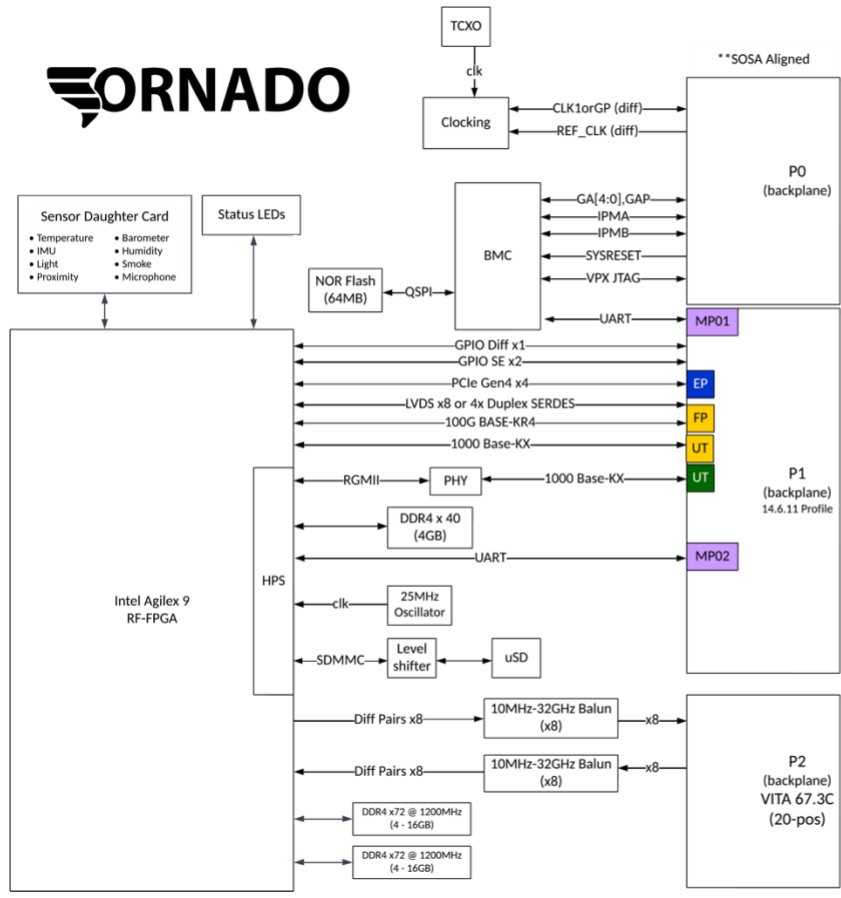 TCXO
clk
**SOSA Aligned
TORNADO
Clocking
CLK1orGP (diff)
REF_CLK (diff)
P0
(backplane)
Sensor Daughter Card
• Temperature
• IMU
• Light
• Proximity
• Barometer
• Humidity
• Smoke
• Microphone
Status LEDs
NOR Flash
(64MB)
QSPI
BMC
GA[4:0],GAP
IPMA
IPMB
SYSRESET
VPX JTAG
UART
MP01
GPIO Diff x1
GPIO SE x2
PCIe Gen4 x4
EP
LVDS x8 or 4x Duplex SERDES
100G BASE-KR4
FP
1000 Base-KX
UT
RGMII
PHY
1000 Base-KX
UT
P1
(backplane)
14.6.11 Profile
DDR4 x 40
(4GB)
UART
MP02
HPS
Intel Agilex 9
RF-FPGA
clk
25MHz
Oscillator
SDMMC
Level
shifter
uSD
Diff Pairs x8
10MHz-32GHz Balun
(x8)
x8
Diff Pairs x8
10MHz-32GHz Balun
(x8)
x8
P2
(backplane)
VITA 67.3C
(20-pos)
DDR4 x72 @ 1200MHz
(4 - 16GB)
DDR4 x72 @ 1200MHz
(4 - 16GB)